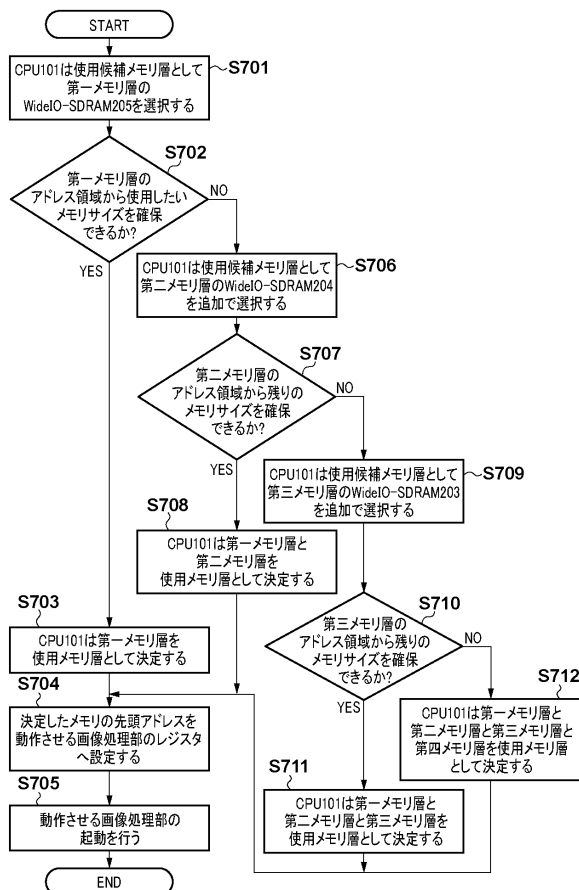 START
CPU101は使用候補メモリ層として
第一メモリ層の
WideIO-SDRAM205を選択する
S701
S702
第一メモリ層の
アドレス領域から使用したい
メモリサイズを確保
できるか?
NO
YES
CPU101は使用候補メモリ層として
第二メモリ層のWideIO-SDRAM204
を追加で選択する
S706
S707
第二メモリ層の
アドレス領域から残りの
メモリサイズを確保
できるか?
NO
YES
CPU101は使用候補メモリ層として
第三メモリ層のWideIO-SDRAM203
を追加で選択する
S709
S708
CPU101は第一メモリ層と
第二メモリ層を
使用メモリ層として決定する
S710
第三メモリ層の
アドレス領域から残りの
メモリサイズを確保
できるか?
NO
YES
S703
CPU101は第一メモリ層を
使用メモリ層として決定する
S712
CPU101は第一メモリ層と
第二メモリ層と第三メモリ層と
第四メモリ層を使用メモリ層
として決定する
S704
決定したメモリの先頭アドレスを
動作させる画像処理部のレジスタ
へ設定する
S711
CPU101は第一メモリ層と
第二メモリ層と第三メモリ層を
使用メモリ層として決定する
S705
動作させる画像処理部の
起動を行う
END